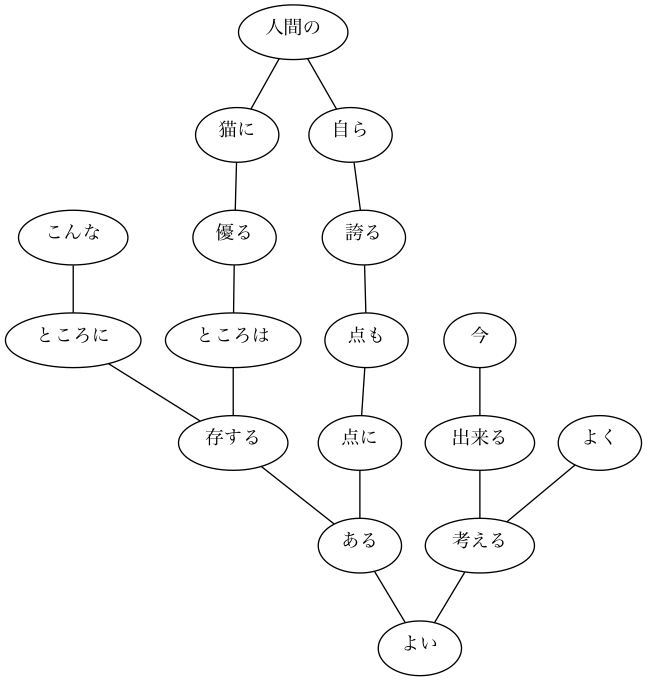 人間の
猫に
自ら
こんな
優る
誇る
ところに
ところは
点も
今
存する
点に
出来る
よく
ある
考える
よい